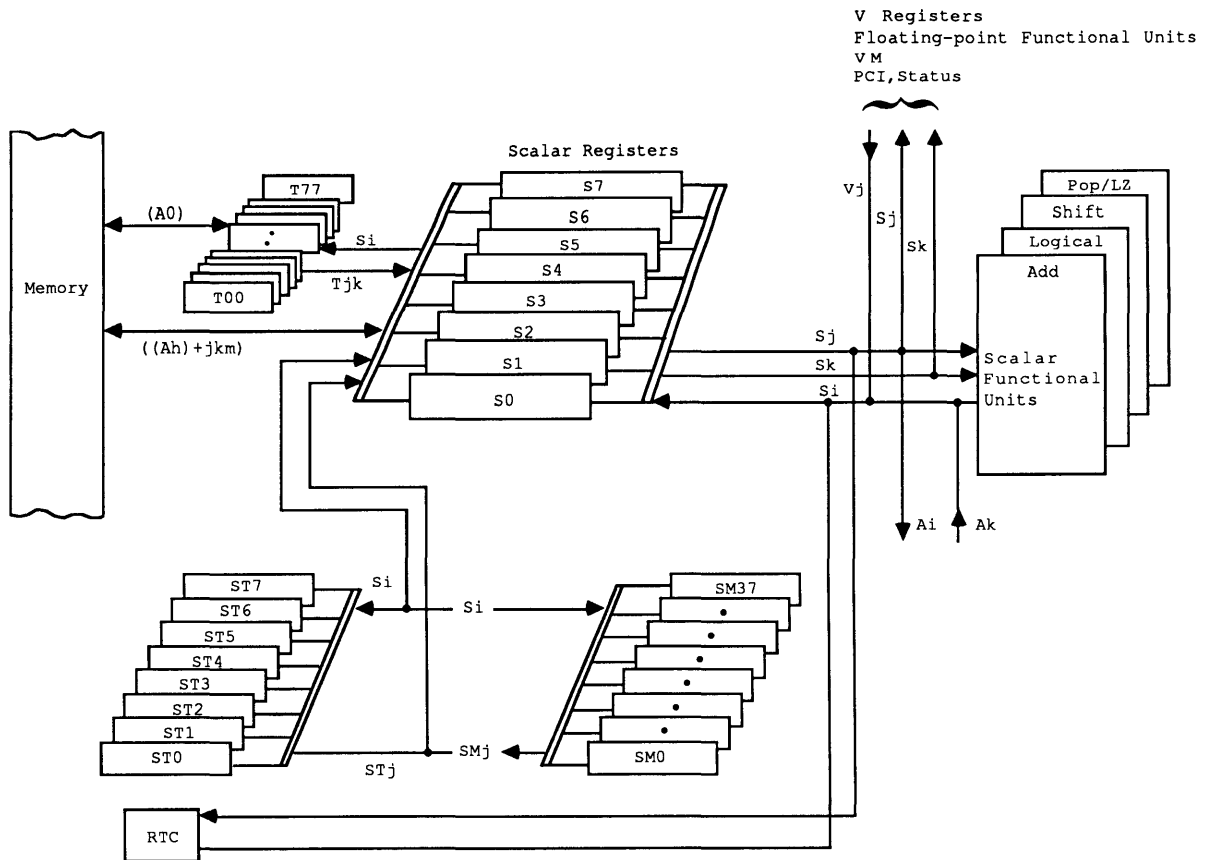 V Registers
Floating-point Functional Units
VM
PCI,Status
Scalar Registers
Memory
(A0)
T77
T00
Si
Tjk
((Ah)+jkm)
S7
S6
S5
S4
S3
S2
S1
S0
Vj
Sj
Sk
Pop/LZ
Shift
Logical
Add
Scalar
Functional
Units
Sj
Sk
Si
Ai
Ak
ST7
ST6
ST5
ST4
ST3
ST2
ST1
ST0
Si
Si
SM37
SM0
STj
SMj
RTC